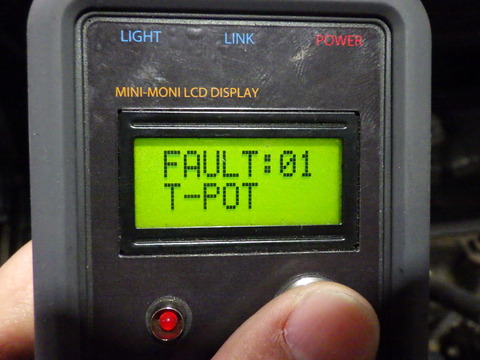 LIGHT LINK POWER
MINI-MONI LCD DISPLAY
FAULT:01
T-POT